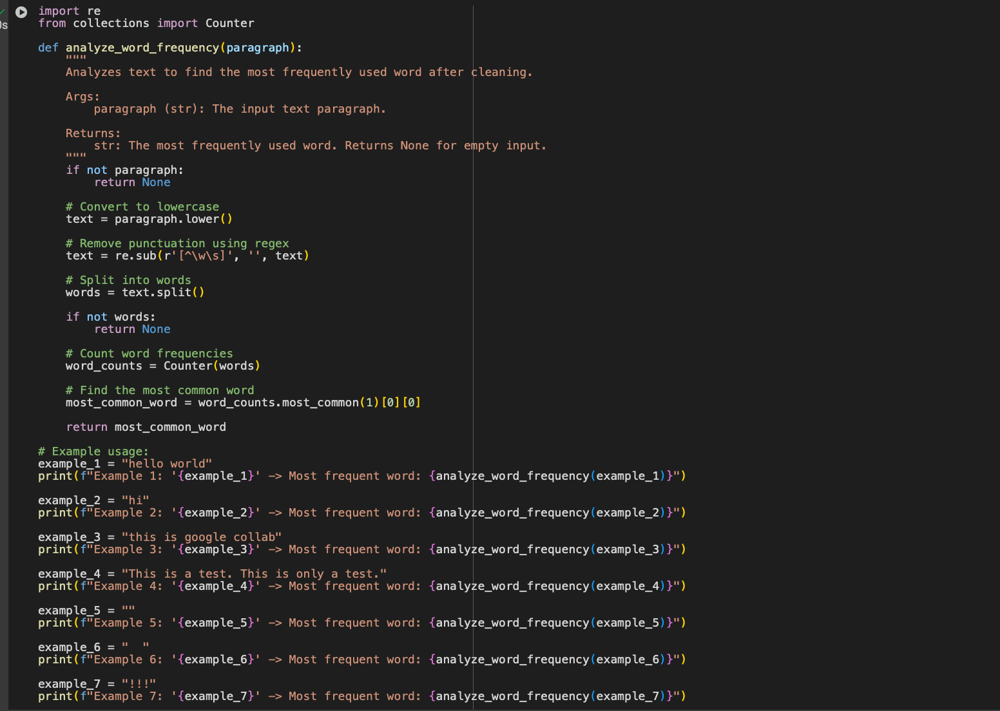 import re
from collections import Counter
def analyze_word_frequency(paragraph):
    """
    Analyzes text to find the most frequently used word after cleaning.
    Args:
        paragraph (str): The input text paragraph.
    Returns:
        str: The most frequently used word. Returns None for empty input.
    """
    if not paragraph:
        return None
    # Convert to lowercase
    text = paragraph.lower()
    # Remove punctuation using regex
    text = re.sub(r'[^\w\s]', '', text)
    # Split into words
    words = text.split()
    if not words:
        return None
    # Count word frequencies
    word_counts = Counter(words)
    # Find the most common word
    most_common_word = word_counts.most_common(1)[0][0]
    return most_common_word
# Example usage:
example_1 = "hello world"
print(f"Example 1: '{example_1}' -> Most frequent word: {analyze_word_frequency(example_1)}")
example_2 = "hi"
print(f"Example 2: '{example_2}' -> Most frequent word: {analyze_word_frequency(example_2)}")
example_3 = "this is google collab"
print(f"Example 3: '{example_3}' -> Most frequent word: {analyze_word_frequency(example_3)}")
example_4 = "This is a test. This is only a test."
print(f"Example 4: '{example_4}' -> Most frequent word: {analyze_word_frequency(example_4)}")
example_5 = ""
print(f"Example 5: '{example_5}' -> Most frequent word: {analyze_word_frequency(example_5)}")
example_6 = "  "
print(f"Example 6: '{example_6}' -> Most frequent word: {analyze_word_frequency(example_6)}")
example_7 = "!!!"
print(f"Example 7: '{example_7}' -> Most frequent word: {analyze_word_frequency(example_7)}")